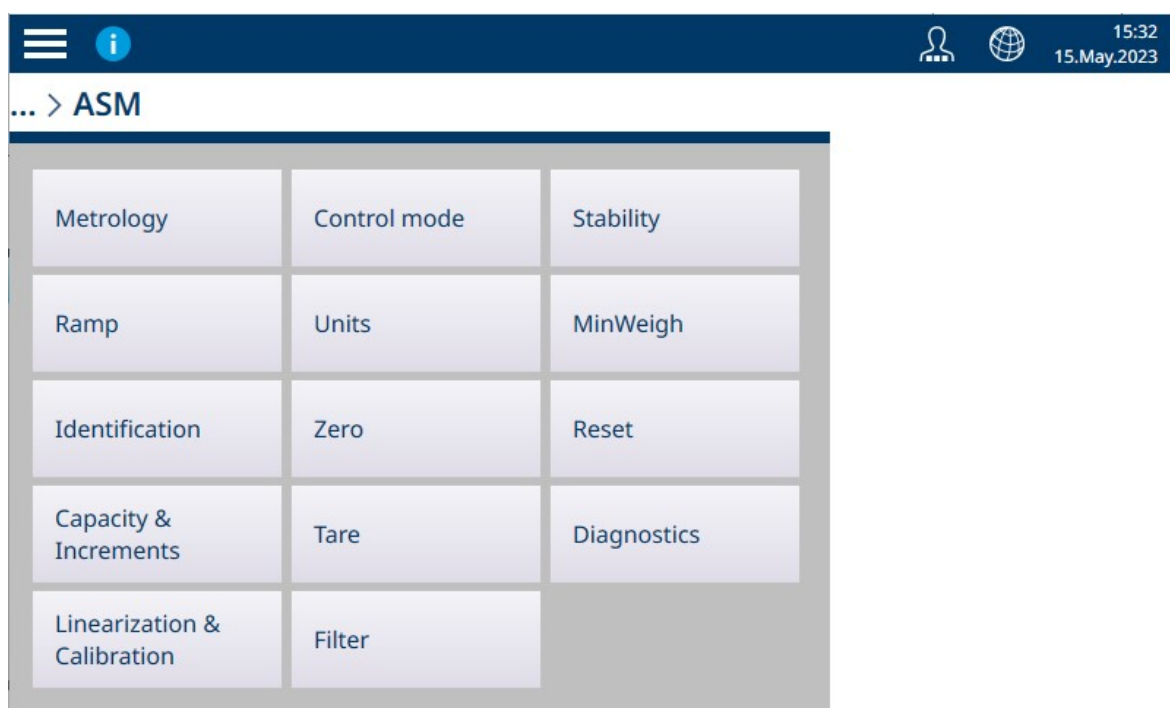 i
15:32
15.May.2023
... > ASM
Metrology
Control mode
Stability
Ramp
Units
MinWeigh
Identification
Zero
Reset
Capacity &
Increments
Tare
Diagnostics
Linearization &
Calibration
Filter